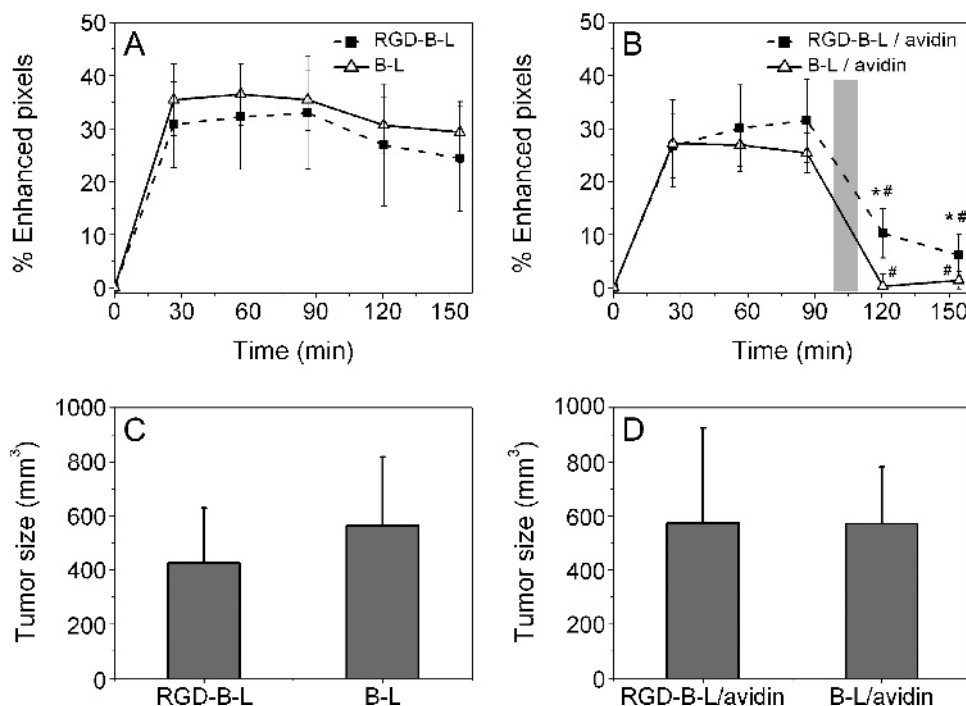 A
RGD-B-L
B-L
% Enhanced pixels
50
40
30
20
10
0
0 30 60 90 120 150
Time (min)
B
RGD-B-L / avidin
B-L / avidin
% Enhanced pixels
50
40
30
20
10
0
*#
*#
#
#
0 30 60 90 120 150
Time (min)
C
Tumor size (mm³)
1000
800
600
400
200
0
RGD-B-L B-L
D
Tumor size (mm³)
1000
800
600
400
200
0
RGD-B-L/avidin B-L/avidin